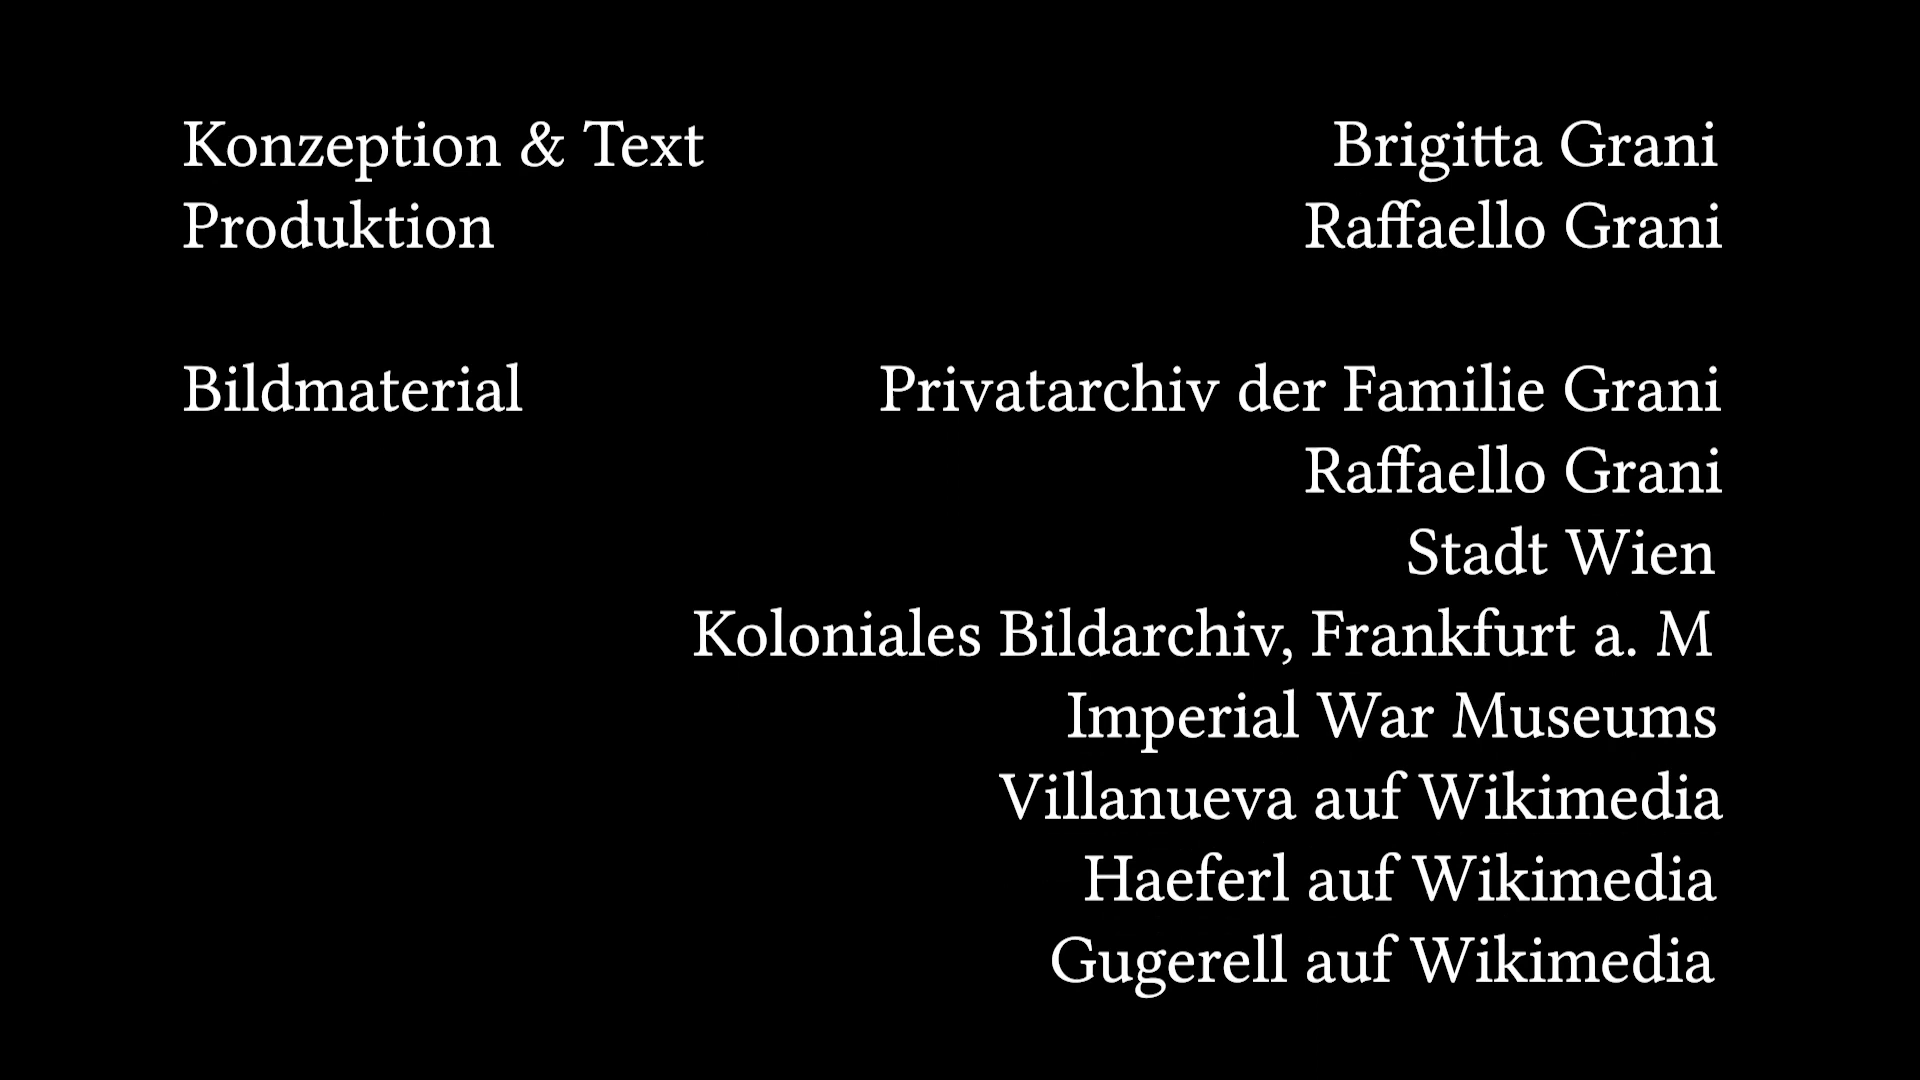 Konzeption & Text Brigitta Grani
Produktion Raffaello Grani
Bildmaterial Privatarchiv der Familie Grani
Raffaello Grani
Stadt Wien
Koloniales Bildarchiv, Frankfurt a. M
Imperial War Museums
Villanueva auf Wikimedia
Haeferl auf Wikimedia
Gugerell auf Wikimedia